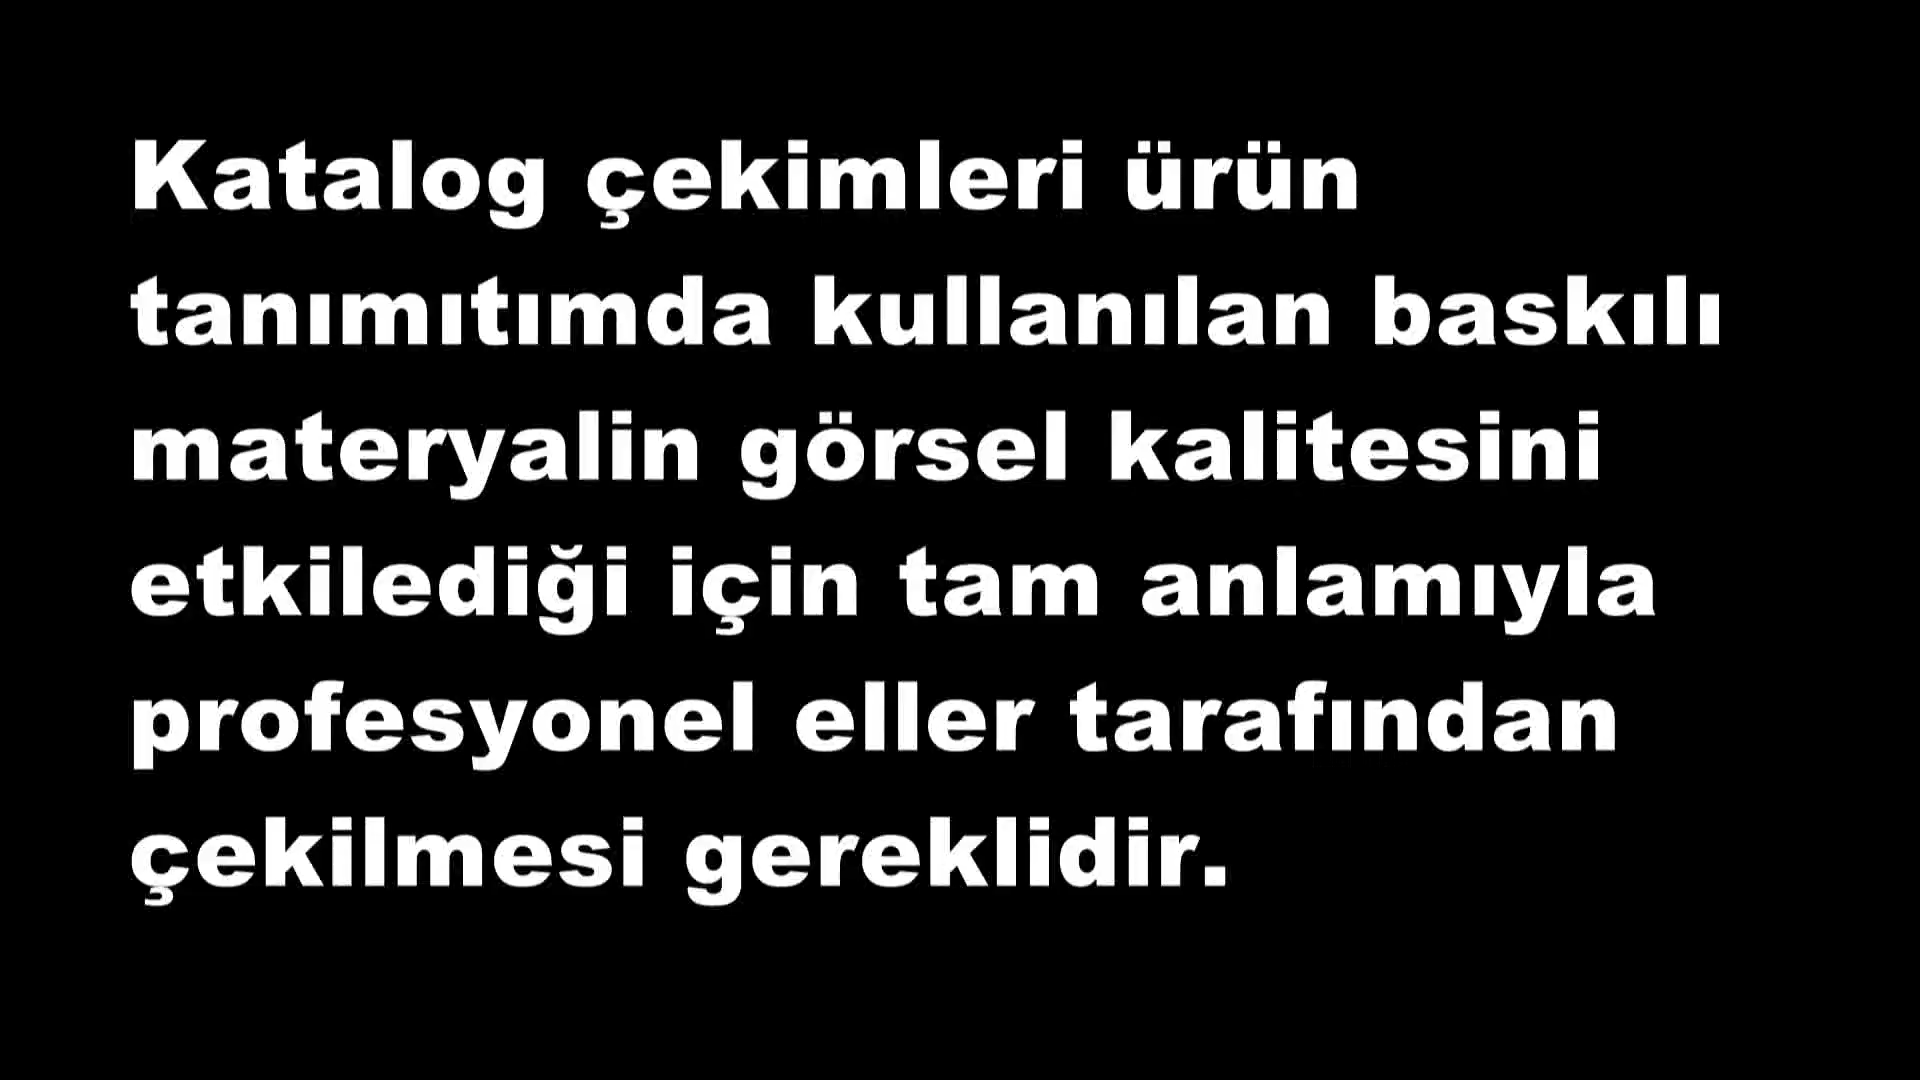 Katalog çekimleri ürün
tanımıtımda kullanılan baskılı
materyalin görsel kalitesini
etkilediği için tam anlamıyla
profesyonel eller tarafından
çekilmesi gereklidir.